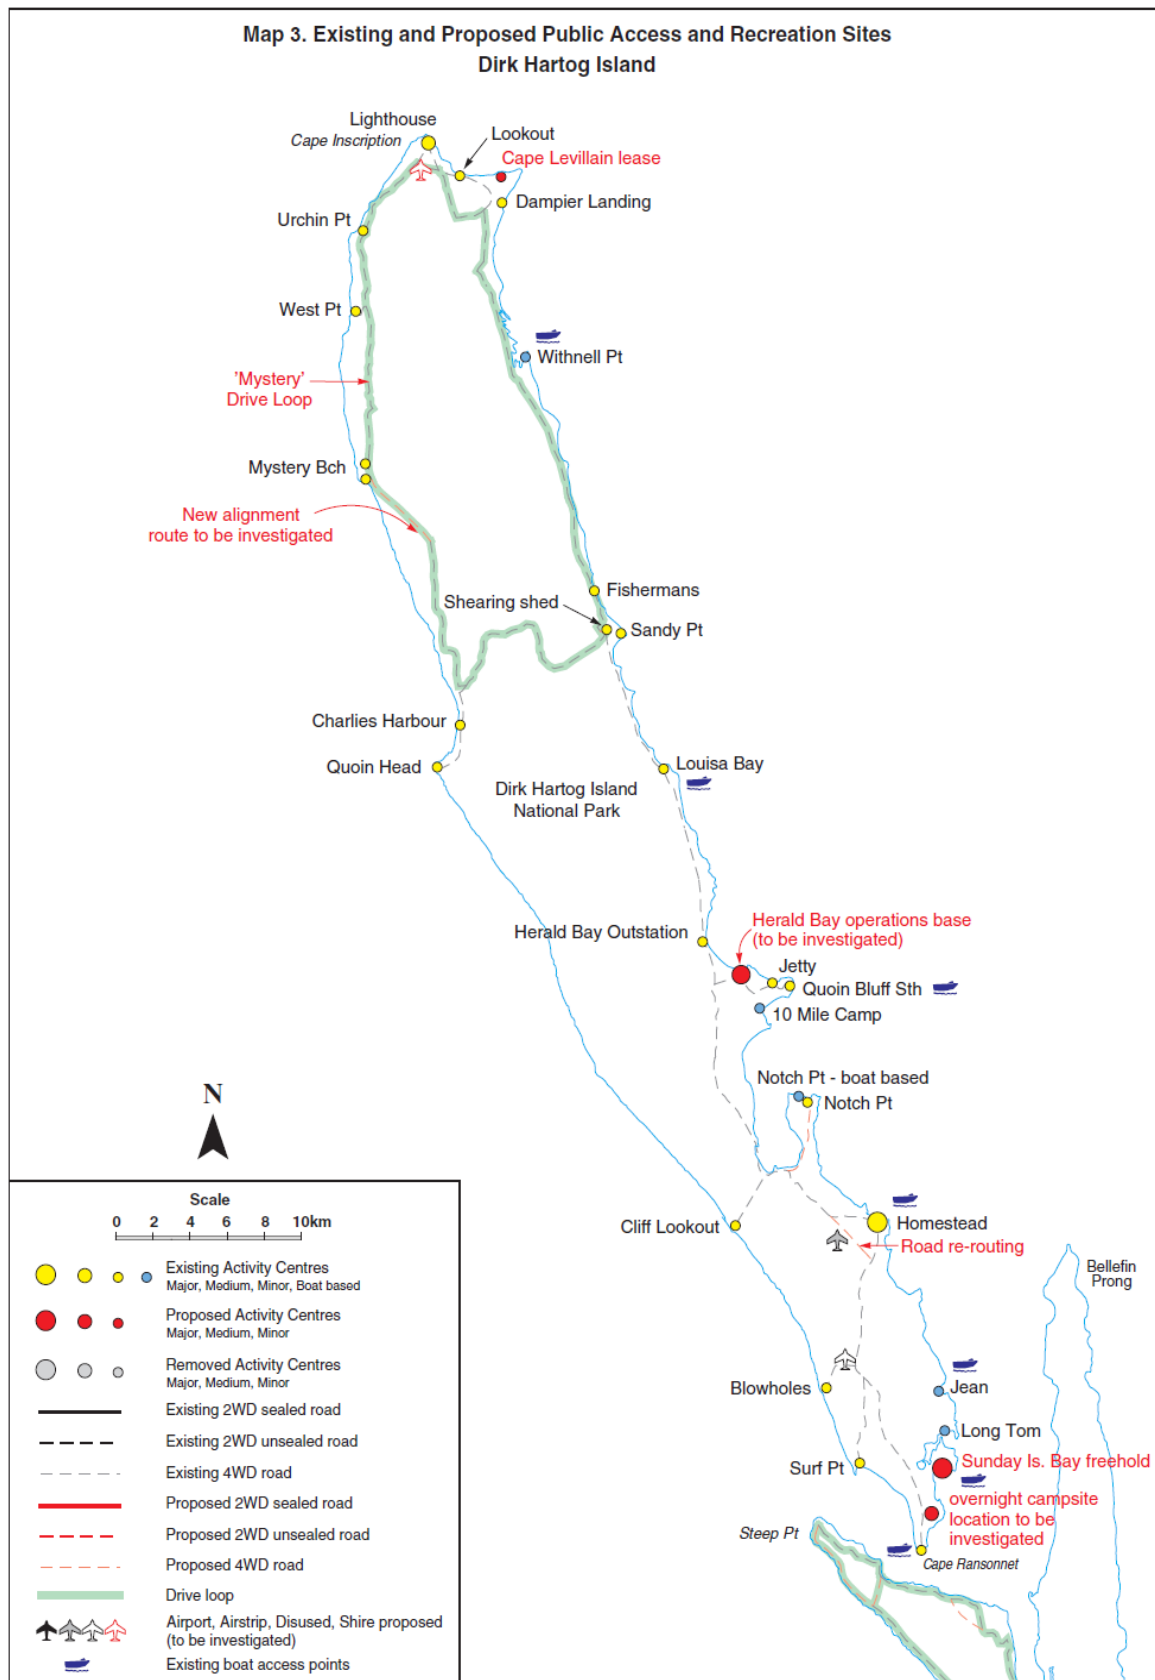 Map 3. Existing and Proposed Public Access and Recreation Sites
Dirk Hartog Island
Lighthouse
Cape Inscription
Lookout
Cape Levillain lease
Dampier Landing
Urchin Pt
West Pt
Withnell Pt
'Mystery'
Drive Loop
Mystery Bch
New alignment
route to be investigated
Fishermans
Shearing shed
Sandy Pt
Charlies Harbour
Quoin Head
Louisa Bay
Dirk Hartog Island
National Park
Herald Bay operations base
(to be investigated)
Herald Bay Outstation
Jetty
Quoin Bluff Sth
10 Mile Camp
Notch Pt - boat based
Notch Pt
N
Cliff Lookout
Homestead
Road re-routing
Bellefin
Prong
Blowholes
Jean
Long Tom
Surf Pt
Sunday Is. Bay freehold
overnight campsite
location to be
investigated
Steep Pt
Cape Ransonnet
Scale
0 2 4 6 8 10km
Existing Activity Centres
Major, Medium, Minor, Boat based
Proposed Activity Centres
Major, Medium, Minor
Removed Activity Centres
Major, Medium, Minor
Existing 2WD sealed road
Existing 2WD unsealed road
Existing 4WD road
Proposed 2WD sealed road
Proposed 2WD unsealed road
Proposed 4WD road
Drive loop
Airport, Airstrip, Disused, Shire proposed
(to be investigated)
Existing boat access points